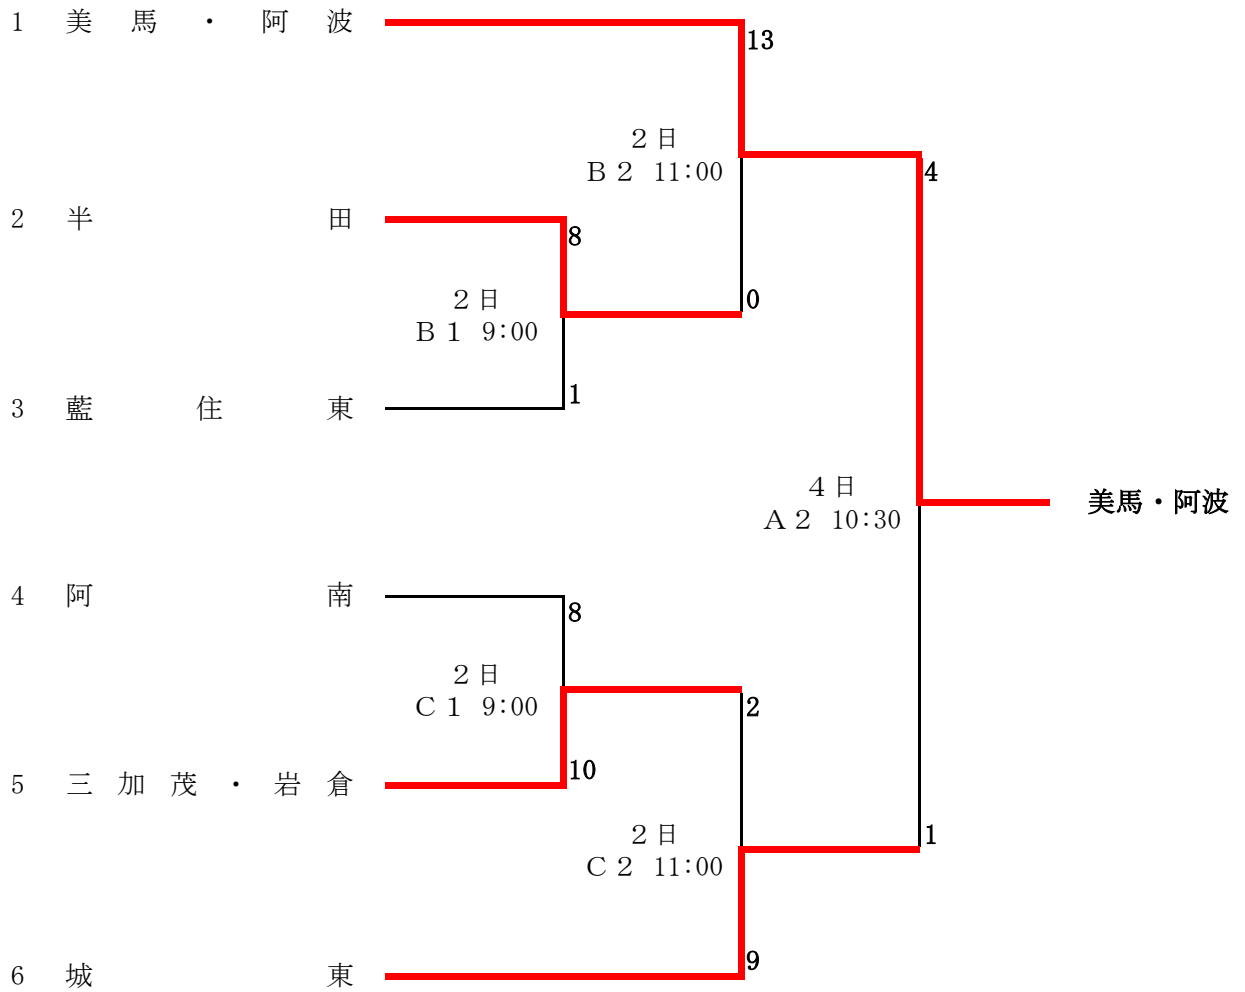 1 美馬・阿波
13
2日
B2 11:00
4
2 半田
8
2日
B1 9:00
0
1
3 藍住東
4日
A2 10:30
美馬・阿波
4 阿南
8
2日
C1 9:00
2
10
5 三加茂・岩倉
2日
C2 11:00
1
9
6 城東